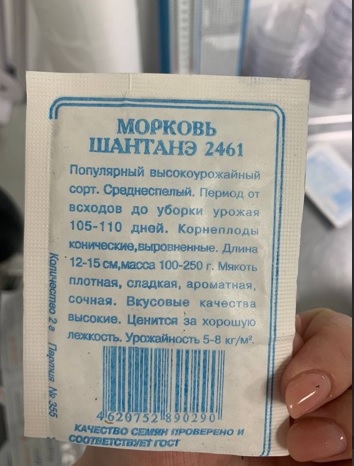 МОРКОВЬ
ШАНТАНЭ 2461
Популярный высокоурожайный
сорт. Среднеспелый. Период от
всходов до уборки урожая
105-110 дней. Корнеплоды
конические,выровненные. Длина
12-15 см,масса 100-250 г. Мякоть
плотная, сладкая, ароматная,
сочная. Вкусовые качества
высокие. Ценится за хорошую
лежкость. Урожайность 5-8 кг/м².
4620752 890290
КАЧЕСТВО СЕМЯН ПРОВЕРЕНО И
СООТВЕТСТВУЕТ ГОСТ
Количество 2 г Партия № 355